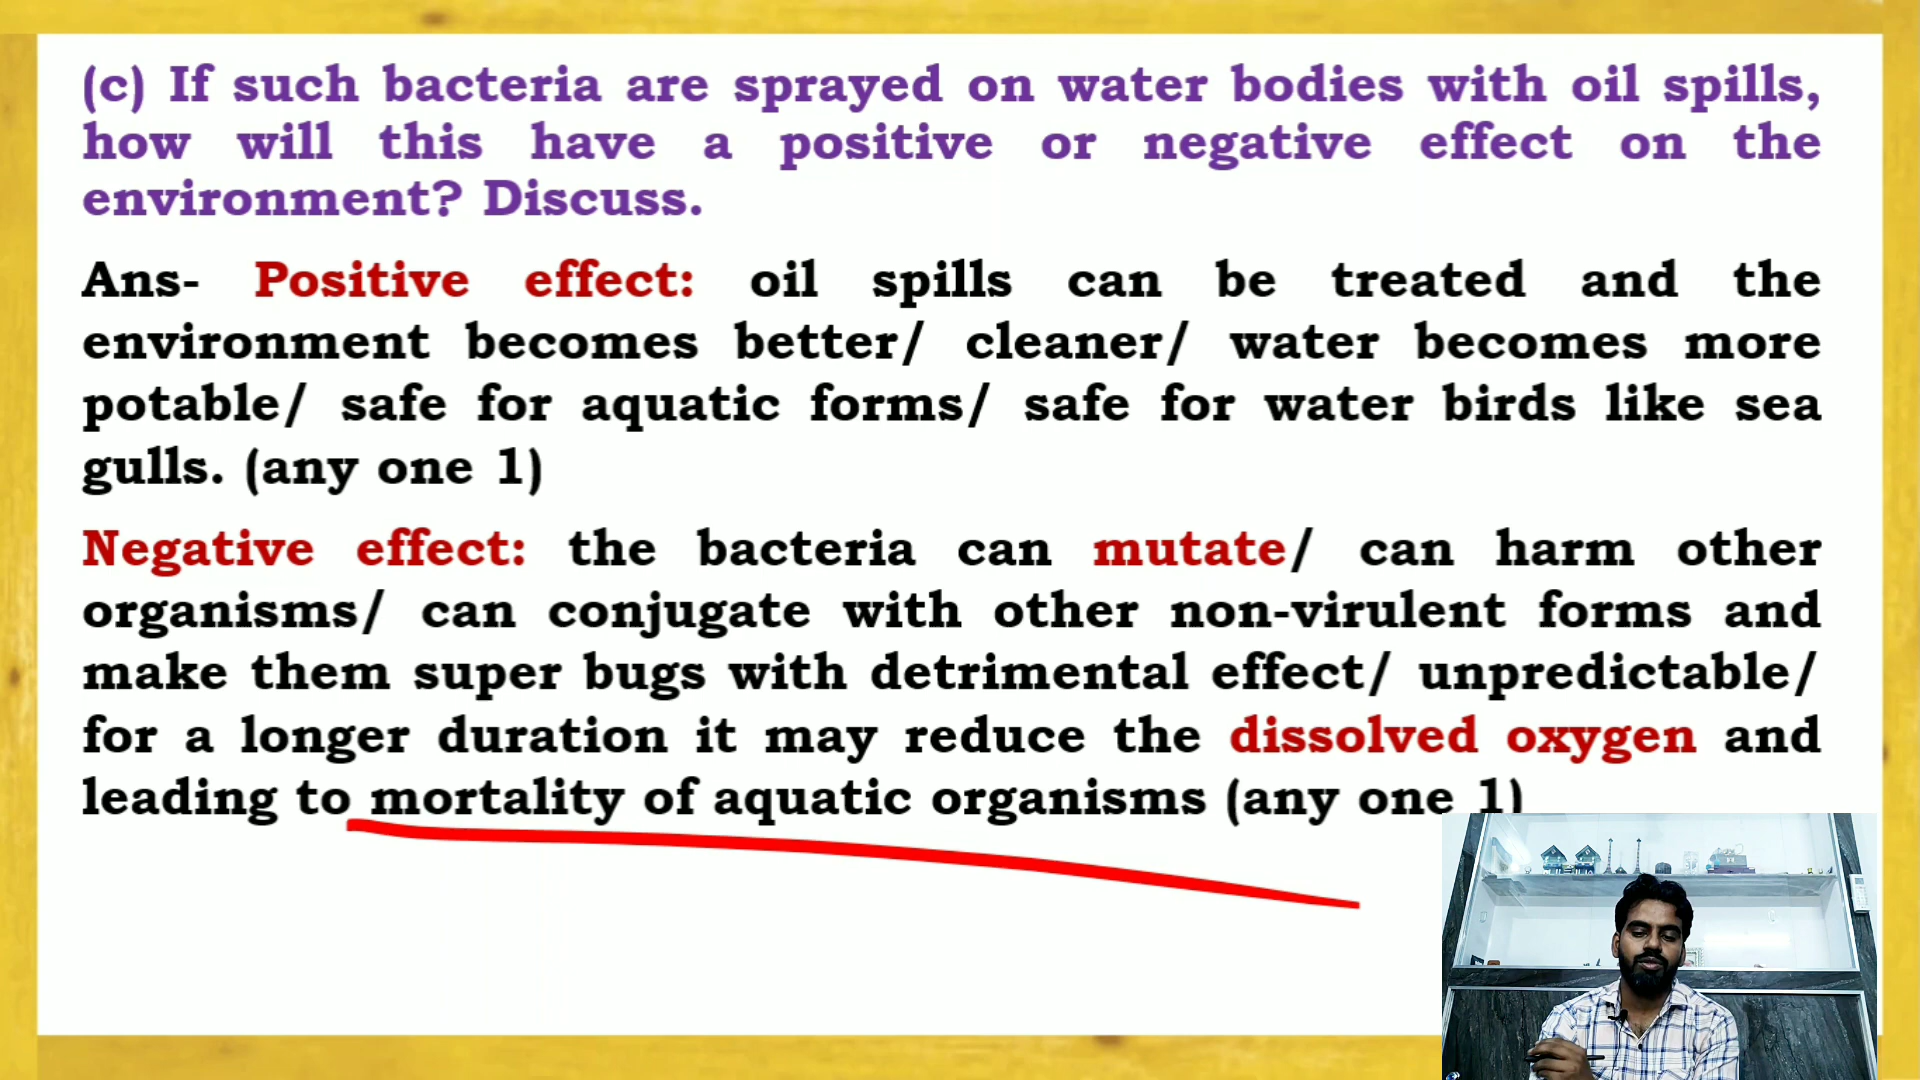 (c) If such bacteria are sprayed on water bodies with oil spills,
how will this have a positive or negative effect on the
environment? Discuss.
Ans- Positive effect: oil spills can be treated and the
environment becomes better/ cleaner/ water becomes more
potable/ safe for aquatic forms/ safe for water birds like sea
gulls. (any one 1)
Negative effect: the bacteria can mutate/ can harm other
organisms/ can conjugate with other non-virulent forms and
make them super bugs with detrimental effect/ unpredictable/
for a longer duration it may reduce the dissolved oxygen and
leading to mortality of aquatic organisms (any one 1)